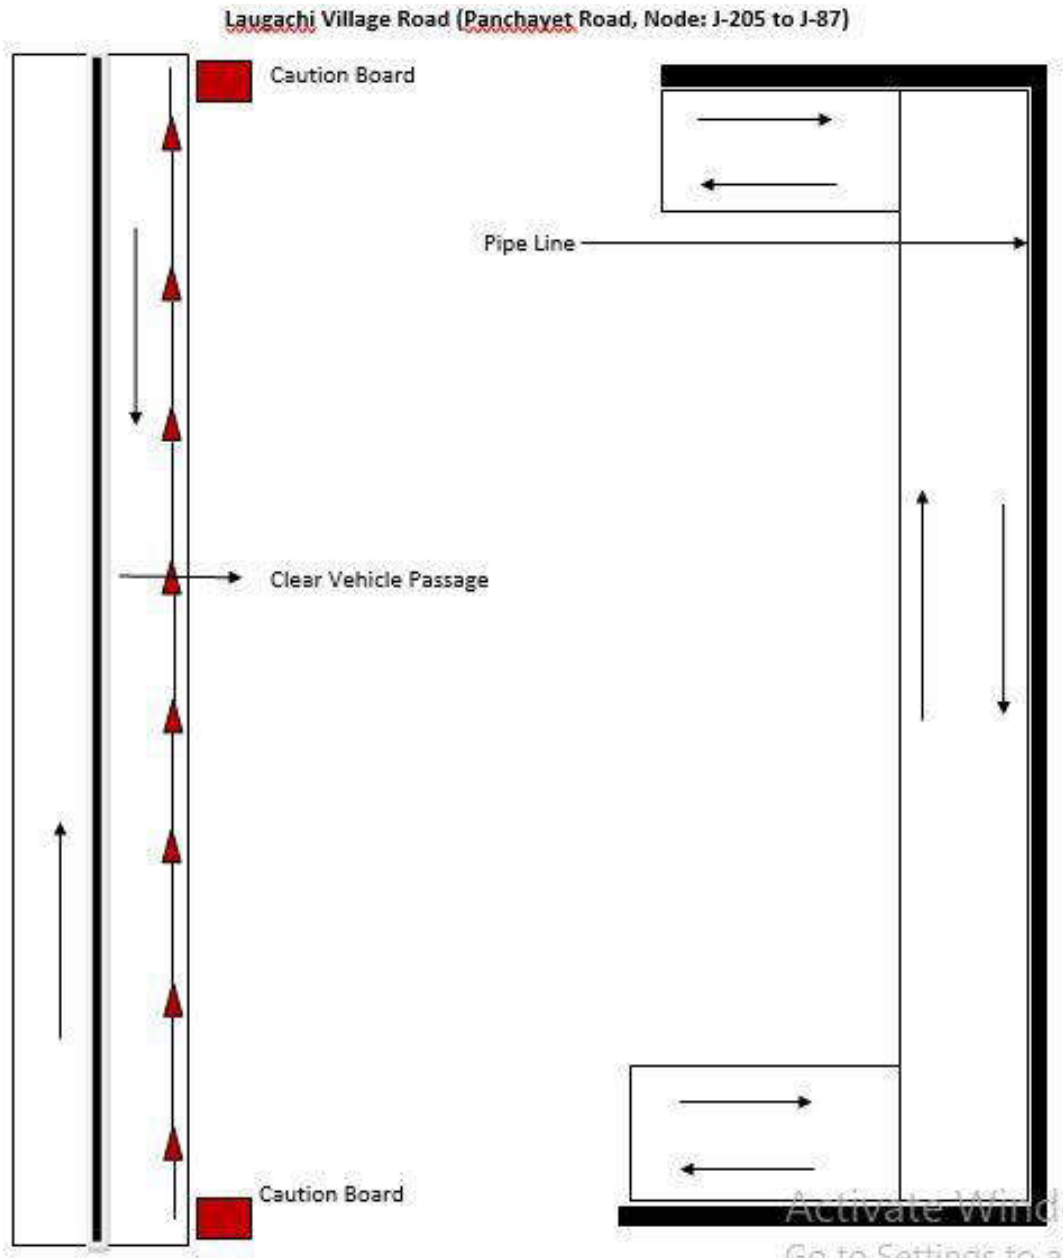 Laugachi Village Road (Panchayet Road, Node: J-205 to J-87)
Caution Board
Pipe Line
Clear Vehicle Passage
Caution Board
Activate Wind
Go to Settings to a